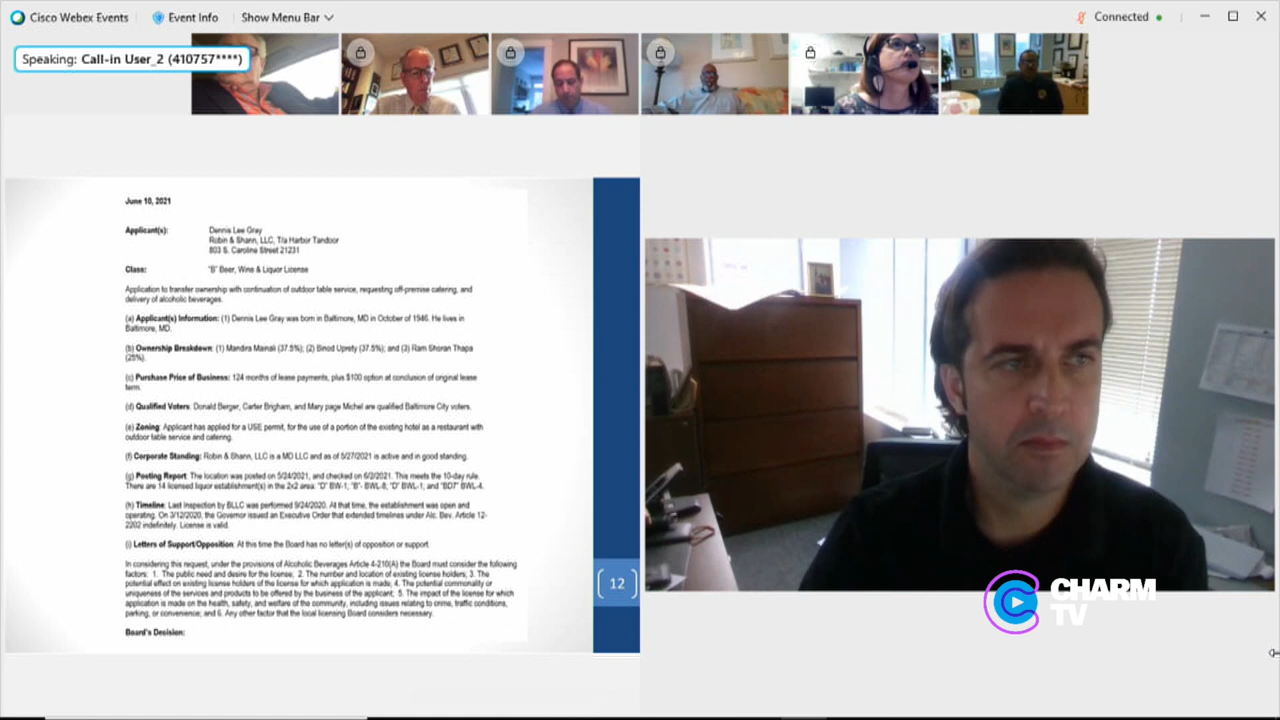 Cisco Webex Events
Event Info
Show Menu Bar
Connected
Speaking: Call-in User_2 (410757****)
June 10, 2021
Applicant(s): Dennis Lee Gray
Robin & Shann, LLC, T/a Harbor Tandoor
803 S. Caroline Street 21231
Class: "B" Beer, Wine & Liquor License
Application to transfer ownership with continuation of outdoor table service, requesting off-premise catering, and
delivery of alcoholic beverages.
(a) Applicant(s) Information: (1) Dennis Lee Gray was born in Baltimore, MD in October of 1946. He lives in
Baltimore, MD.
(b) Ownership Breakdown: (1) Mandira Mainali (37.5%); (2) Binod Uprety (37.5%); and (3) Ram Sharan Thapa
(25%).
(c) Purchase Price of Business: 124 months of lease payments, plus $100 option at conclusion of original lease
term.
(d) Qualified Voters: Donald Berger, Carter Brigham, and Mary page Michel are qualified Baltimore City voters.
(e) Zoning: Applicant has applied for a USE permit, for the use of a portion of the existing hotel as a restaurant with
outdoor table service and catering.
(f) Corporate Standing: Robin & Shann, LLC is a MD LLC and as of 5/27/2021 is active and in good standing.
(g) Posting Report: The location was posted on 5/24/2021, and checked on 6/2/2021. This meets the 10-day rule.
There are 14 licensed liquor establishment(s) in the 2x2 area: "D" BW-1; "B"- BWL-8; "D" BWL-1; and "BD7" BWL-4.
(h) Timeline: Last Inspection by BLLC was performed 9/24/2020. At that time, the establishment was open and
operating. On 3/12/2020, the Governor issued an Executive Order that extended timelines under Alc. Bev. Article 12-
2202 indefinitely. License is valid.
(i) Letters of Support/Opposition: At this time the Board has no letter(s) of opposition or support.
In considering this request, under the provisions of Alcoholic Beverages Article 4-210(A) the Board must consider the following
factors: 1. The public need and desire for the license; 2. The number and location of existing license holders; 3. The
potential effect on existing license holders of the license for which application is made; 4. The potential commonality or
uniqueness of the services and products to be offered by the business of the applicant; 5. The impact of the license for which
application is made on the health, safety, and welfare of the community, including issues relating to crime, traffic conditions,
parking, or convenience; and 6. Any other factor that the local licensing Board considers necessary.
Board's Decision:
12
CHARM
TV